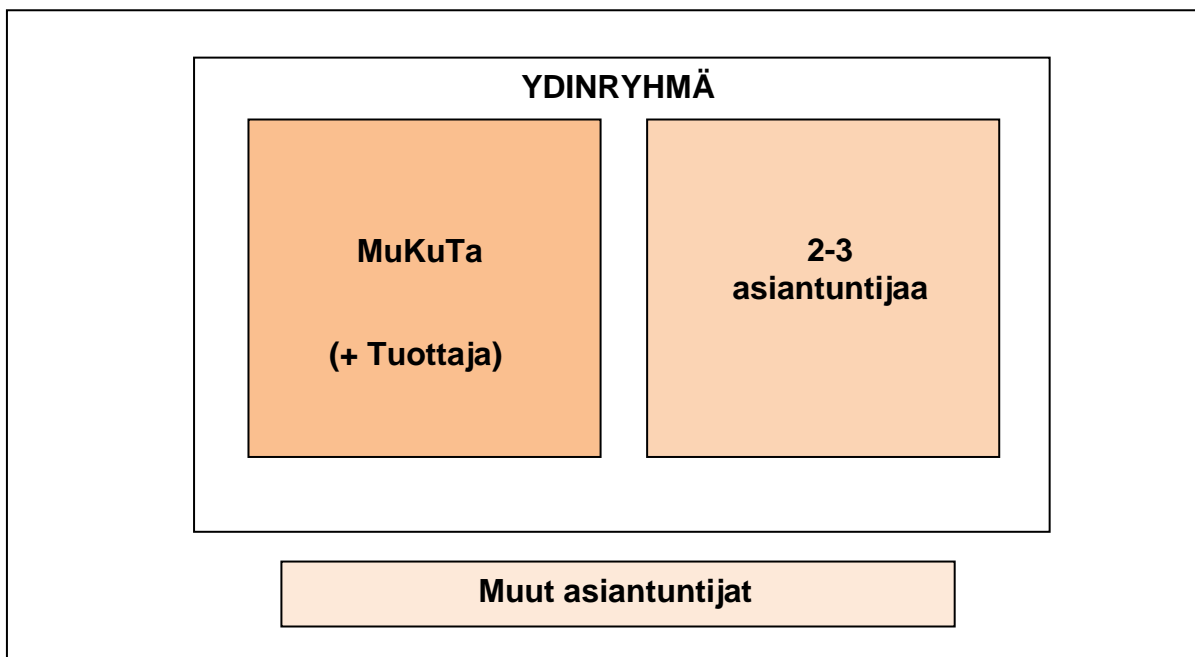 YDINRYHMÄ
MuKuTa
(+ Tuottaja)
2-3
asiantuntijaa
Muut asiantuntijat